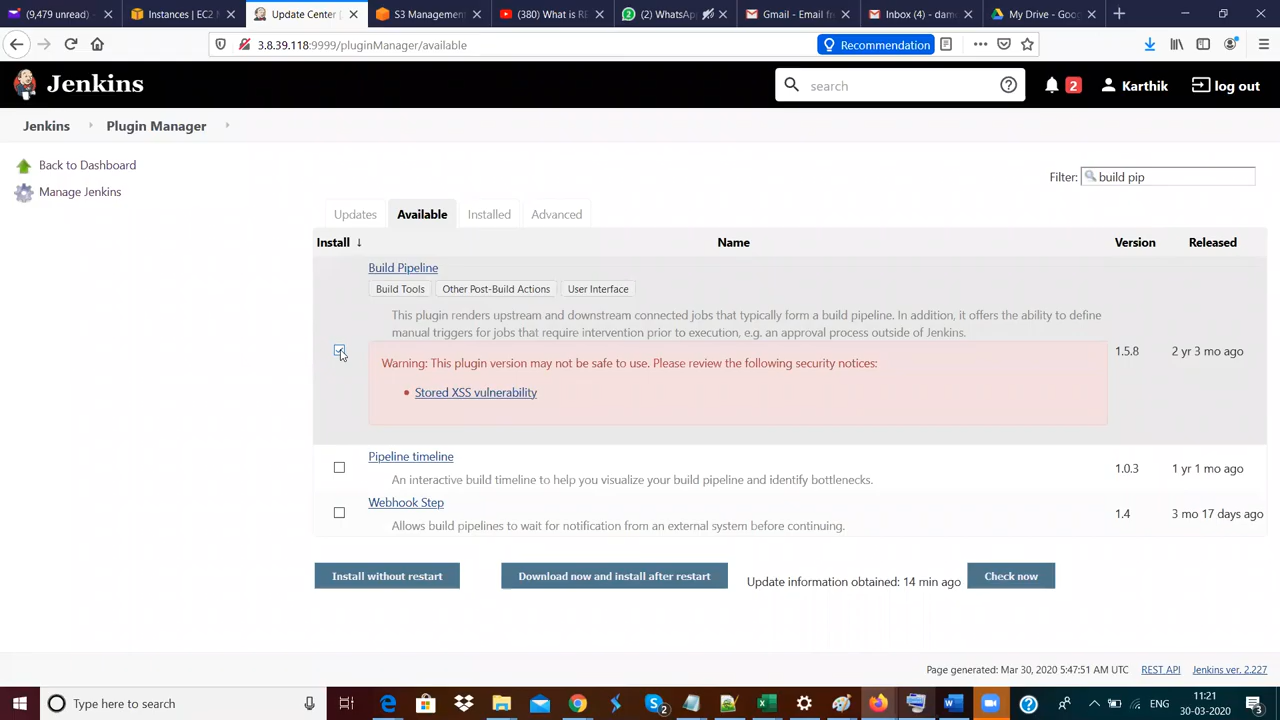 (9,479 unread)
Instances | EC2 M
Update Center [
S3 Management
(380) What is RE
(2) WhatsApp
Gmail - Email fr
Inbox (4) - damo
My Drive - Goog
3.8.39.118:9999/pluginManager/available
Recommendation
Jenkins
search
2
Karthik
log out
Jenkins
Plugin Manager
Back to Dashboard
Manage Jenkins
Filter: build pip
Updates
Available
Installed
Advanced
Install ↓
Name
Version
Released
Build Pipeline
Build Tools
Other Post-Build Actions
User Interface
This plugin renders upstream and downstream connected jobs that typically form a build pipeline. In addition, it offers the ability to define
manual triggers for jobs that require intervention prior to execution, e.g. an approval process outside of Jenkins.
Warning: This plugin version may not be safe to use. Please review the following security notices:
Stored XSS vulnerability
1.5.8
2 yr 3 mo ago
Pipeline timeline
An interactive build timeline to help you visualize your build pipeline and identify bottlenecks.
1.0.3
1 yr 1 mo ago
Webhook Step
Allows build pipelines to wait for notification from an external system before continuing.
1.4
3 mo 17 days ago
Install without restart
Download now and install after restart
Update information obtained: 14 min ago
Check now
Page generated: Mar 30, 2020 5:47:51 AM UTC
REST API
Jenkins ver. 2.227
Type here to search
2
ENG
11:21
30-03-2020
3